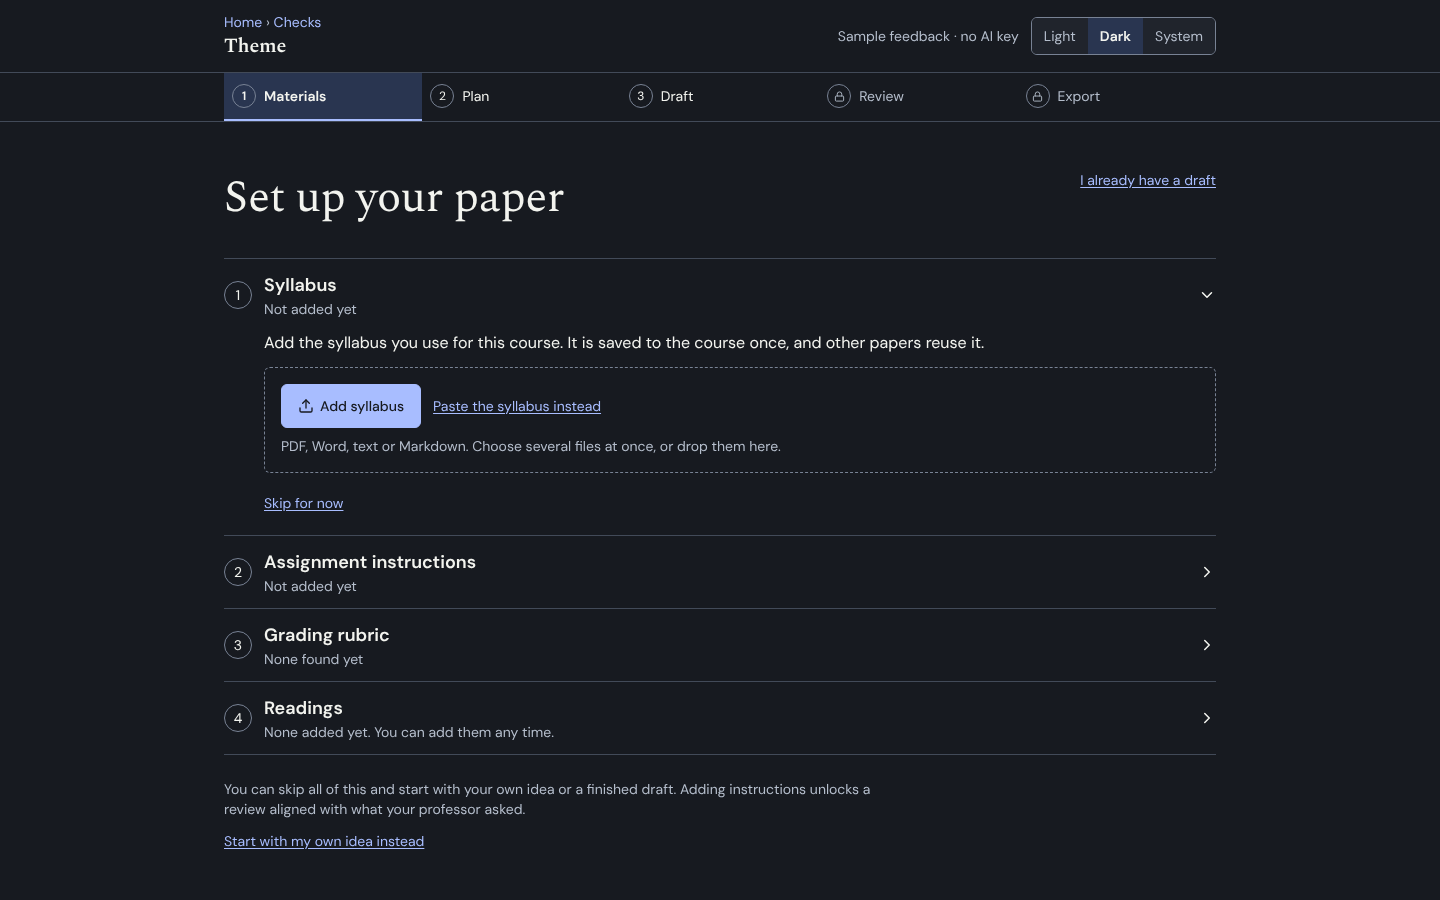 Home › Checks
Theme
Sample feedback · no AI key
Light
Dark
System
1 Materials
2 Plan
3 Draft
Review
Export
Set up your paper
I already have a draft
1
Syllabus
Not added yet
Add the syllabus you use for this course. It is saved to the course once, and other papers reuse it.
Add syllabus
Paste the syllabus instead
PDF, Word, text or Markdown. Choose several files at once, or drop them here.
Skip for now
2
Assignment instructions
Not added yet
3
Grading rubric
None found yet
4
Readings
None added yet. You can add them any time.
You can skip all of this and start with your own idea or a finished draft. Adding instructions unlocks a
review aligned with what your professor asked.
Start with my own idea instead